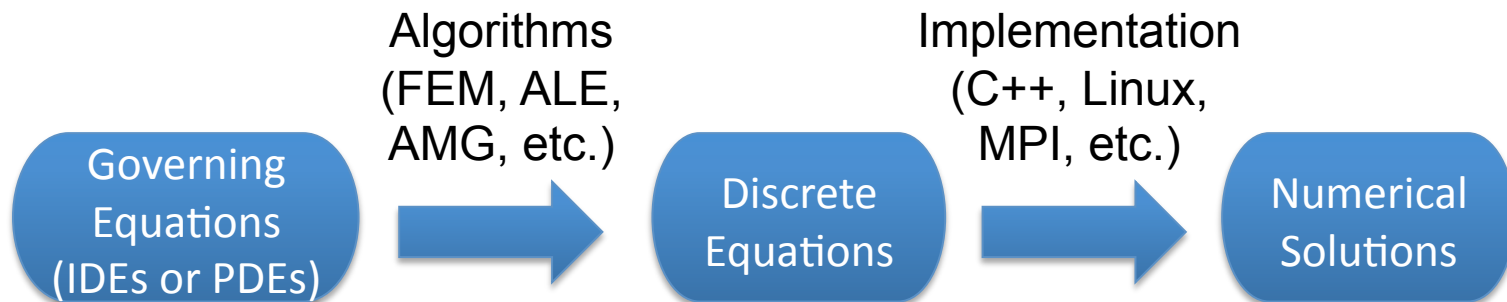 Governing
Equations
(IDEs or PDEs)
Algorithms
(FEM, ALE,
AMG, etc.)
Discrete
Equations
Implementation
(C++, Linux,
MPI, etc.)
Numerical
Solutions